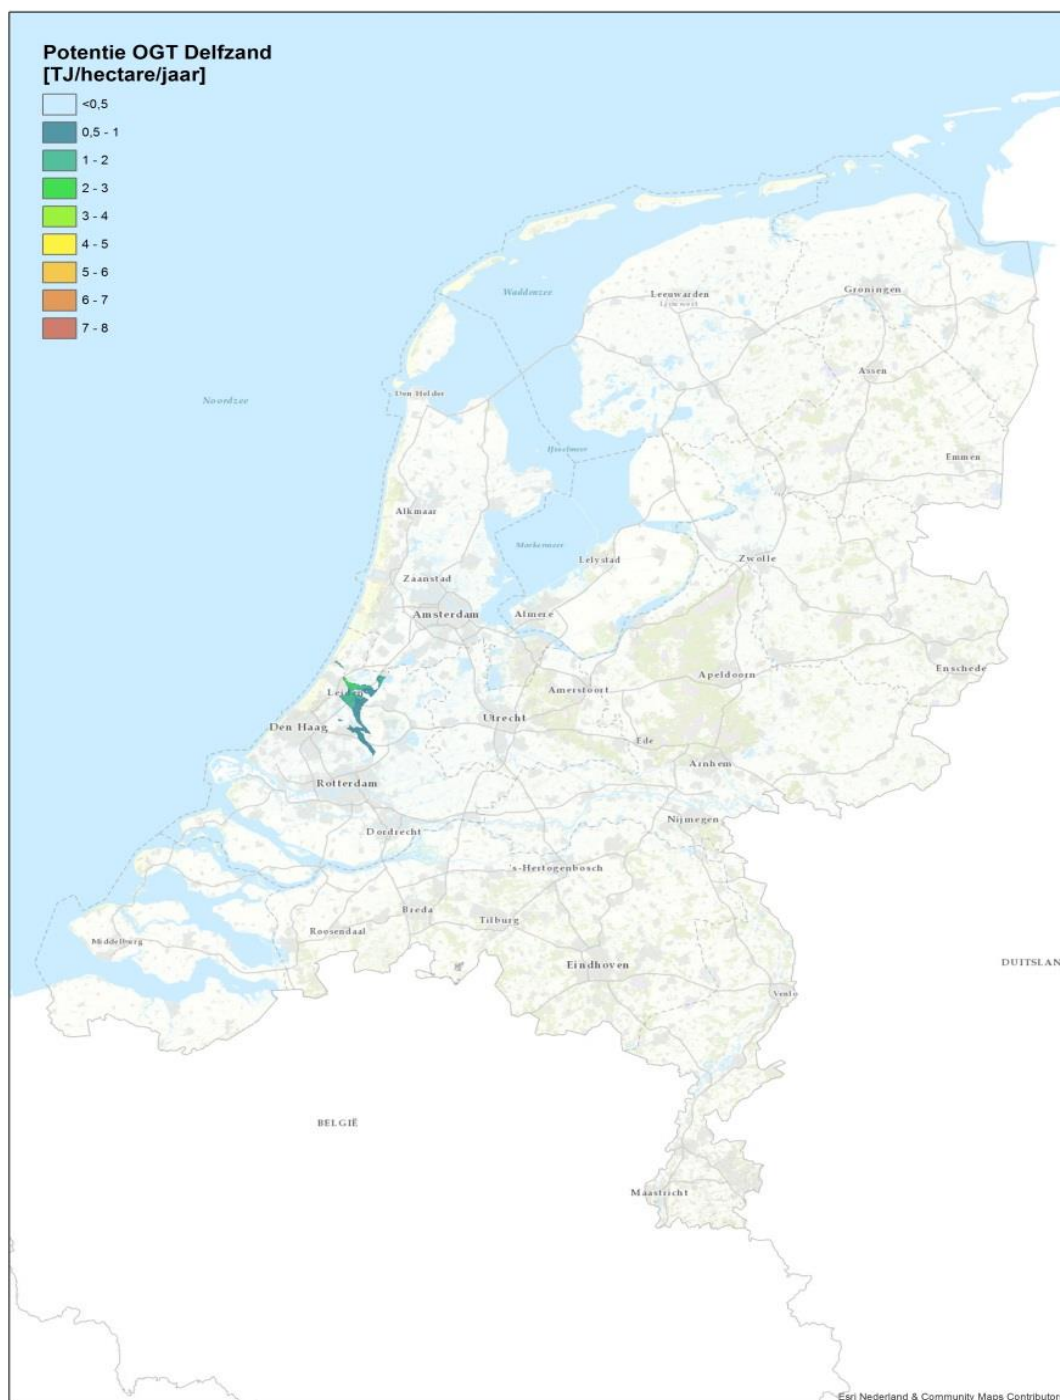 Potentie OGT Delfzand
[TJ/hectare/jaar]
<0,5
0,5 - 1
1 - 2
2 - 3
3 - 4
4 - 5
5 - 6
6 - 7
7 - 8
Waddenzee
Leeuwarden
Groningen
Assen
Noordzee
Den Helder
IJsselmeer
Emmen
Alkmaar
Markermeer
Lelystad
Zwolle
Zaanstad
Amsterdam
Almere
Enschede
Apeldoorn
Leiden
Amersfoort
Den Haag
Utrecht
Ede
Arnhem
Rotterdam
Nijmegen
Dordrecht
's-Hertogenbosch
Breda
Tilburg
Roosendaal
Middelburg
Eindhoven
DUITSLAN
Venlo
BELGIË
Maastricht
Esri Nederland & Community Maps Contributor